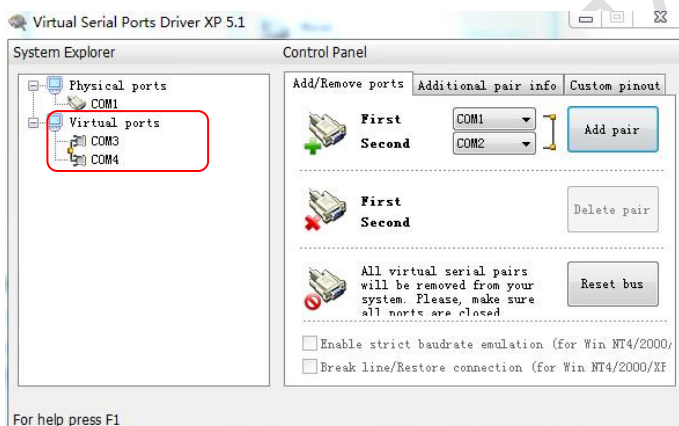 Virtual Serial Ports Driver XP 5.1
System Explorer
Control Panel
Physical ports
COM1
Virtual ports
COM3
COM4
Add/Remove ports
Additional pair info
Custom pinout
First
COM1
Second
COM2
Add pair
First
Second
Delete pair
All virtual serial pairs
will be removed from your
system. Please, make sure
all ports are closed
Reset bus
Enable strict baudrate emulation (for Win NT4/2000/
Break line/Restore connection (for Win NT4/2000/XP
For help press F1